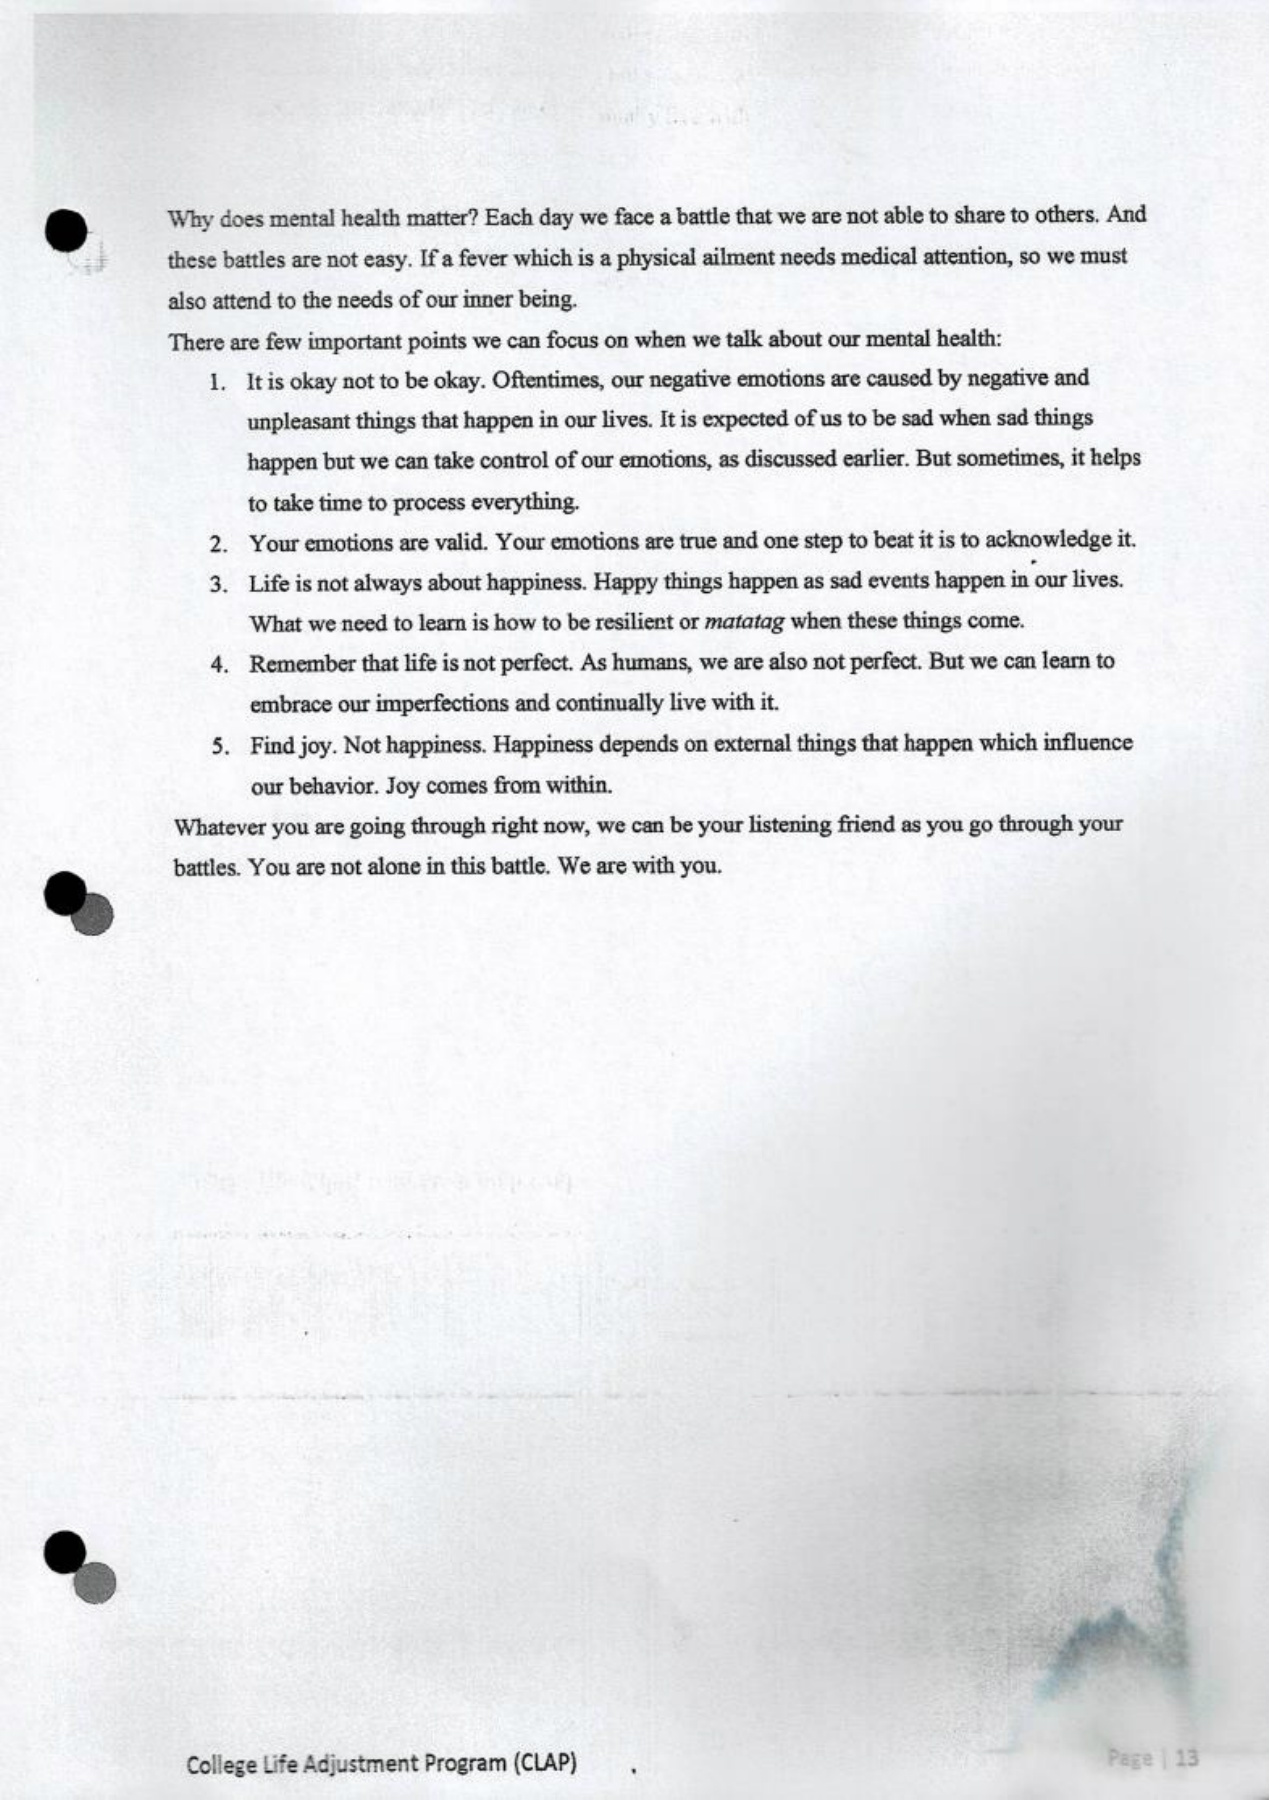 Why does mental health matter? Each day we face a battle that we are not able to share to others. And
these battles are not easy. If a fever which is a physical ailment needs medical attention, so we must
also attend to the needs of our inner being.
There are few important points we can focus on when we talk about our mental health:
1. It is okay not to be okay. Oftentimes, our negative emotions are caused by negative and
unpleasant things that happen in our lives. It is expected of us to be sad when sad things
happen but we can take control of our emotions, as discussed earlier. But sometimes, it helps
to take time to process everything.
2. Your emotions are valid. Your emotions are true and one step to beat it is to acknowledge it.
3. Life is not always about happiness. Happy things happen as sad events happen in our lives.
What we need to learn is how to be resilient or matatag when these things come.
4. Remember that life is not perfect. As humans, we are also not perfect. But we can learn to
embrace our imperfections and continually live with it.
5. Find joy. Not happiness. Happiness depends on external things that happen which influence
our behavior. Joy comes from within.
Whatever you are going through right now, we can be your listening friend as you go through your
battles. You are not alone in this battle. We are with you.
College Life Adjustment Program (CLAP)
Page | 13